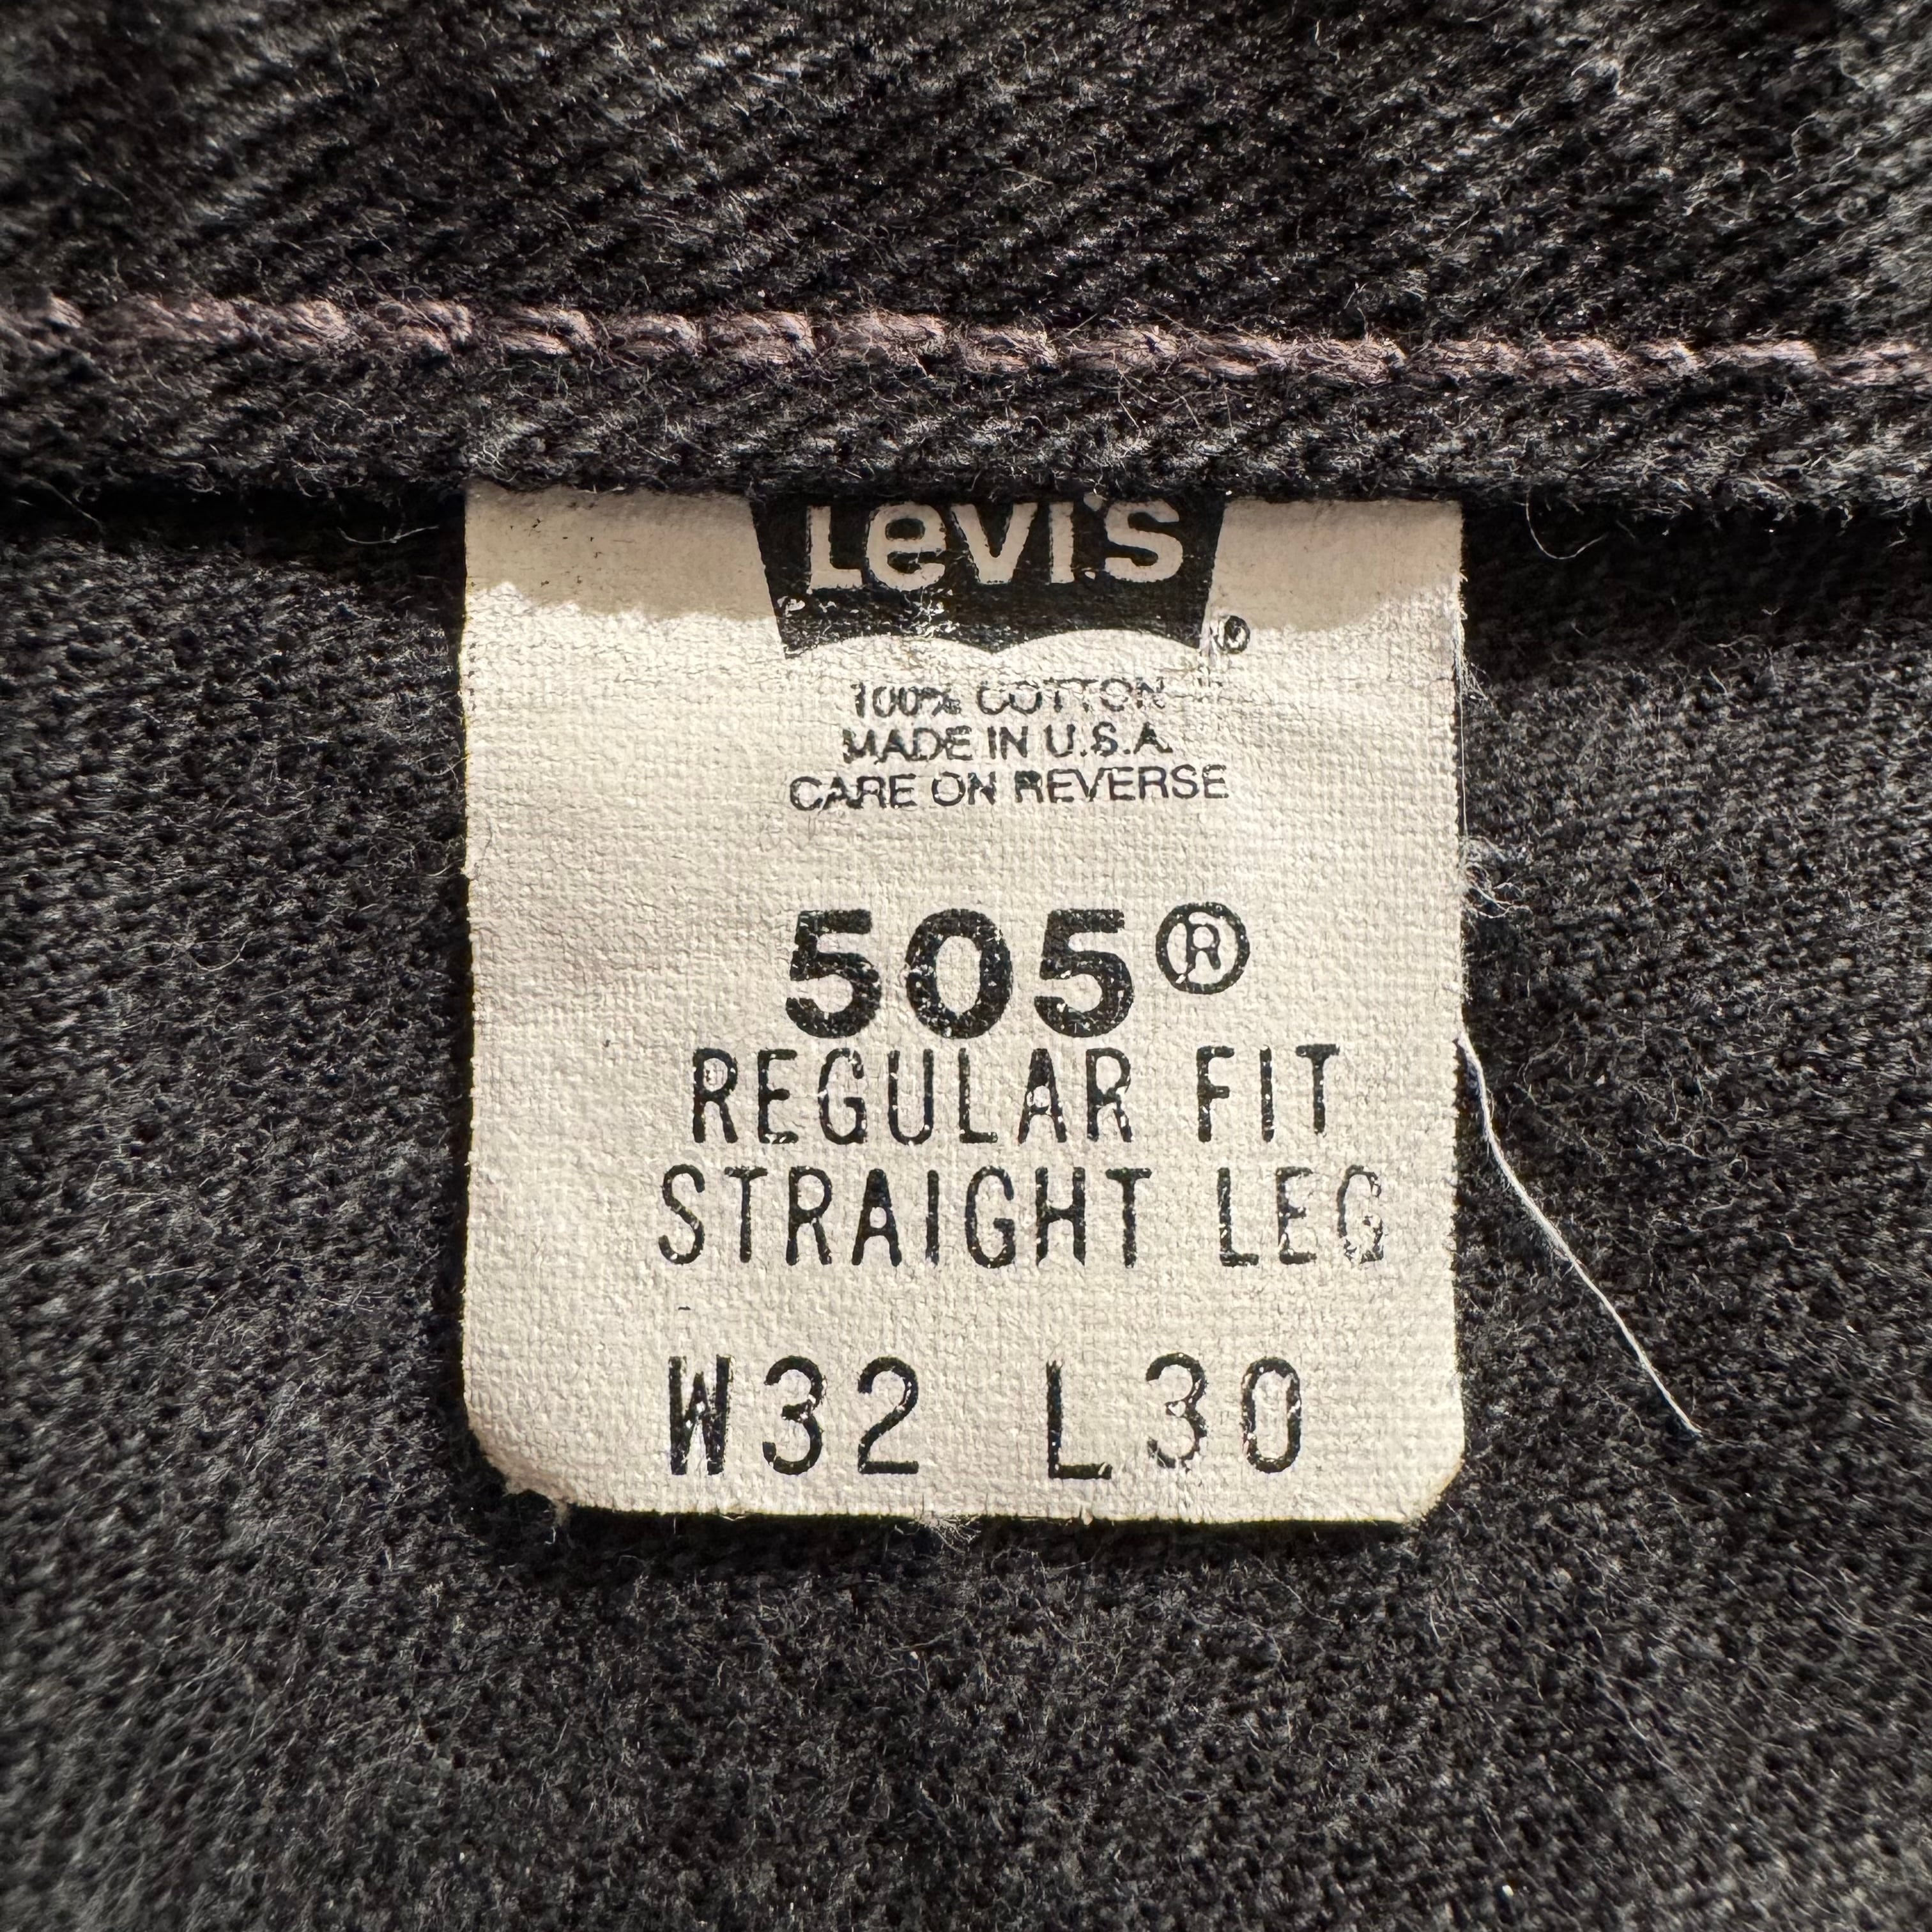 Levi's
®
100% COTTON
MADE IN U.S.A.
CARE ON REVERSE
505®
REGULAR FIT
STRAIGHT LEG
W32 L30